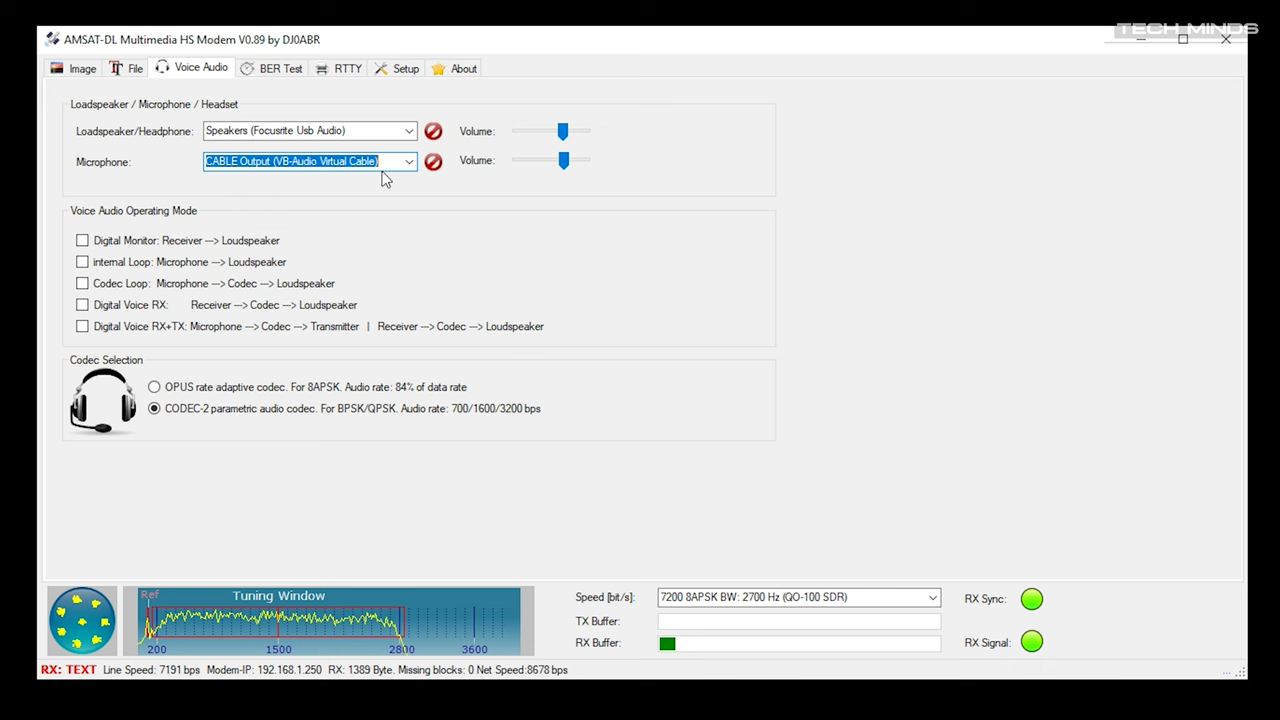 TECH MINDS
AMSAT-DL Multimedia HS Modem V0.89 by DJ0ABR
Image File Voice Audio BER Test RTTY Setup About
Loadspeaker / Microphone / Headset
Loadspeaker/Headphone: Speakers (Focusrite Usb Audio) Volume:
Microphone: CABLE Output (VB-Audio Virtual Cable) Volume:
Voice Audio Operating Mode
Digital Monitor: Receiver --> Loudspeaker
internal Loop: Microphone --> Loudspeaker
Codec Loop: Microphone --> Codec --> Loudspeaker
Digital Voice RX: Receiver --> Codec --> Loudspeaker
Digital Voice RX+TX: Microphone --> Codec --> Transmitter | Receiver --> Codec --> Loudspeaker
Codec Selection
OPUS rate adaptive codec. For 8APSK. Audio rate: 84% of data rate
CODEC-2 parametric audio codec. For BPSK/QPSK. Audio rate: 700/1600/3200 bps
Ref Tuning Window
200 1500 2800 3600
Speed [bit/s]: 7200 8APSK BW: 2700 Hz (QO-100 SDR) RX Sync:
TX Buffer:
RX Buffer: RX Signal:
RX: TEXT Line Speed: 7191 bps Modem-IP: 192.168.1.250 RX: 1389 Byte. Missing blocks: 0 Net Speed:8678 bps
...